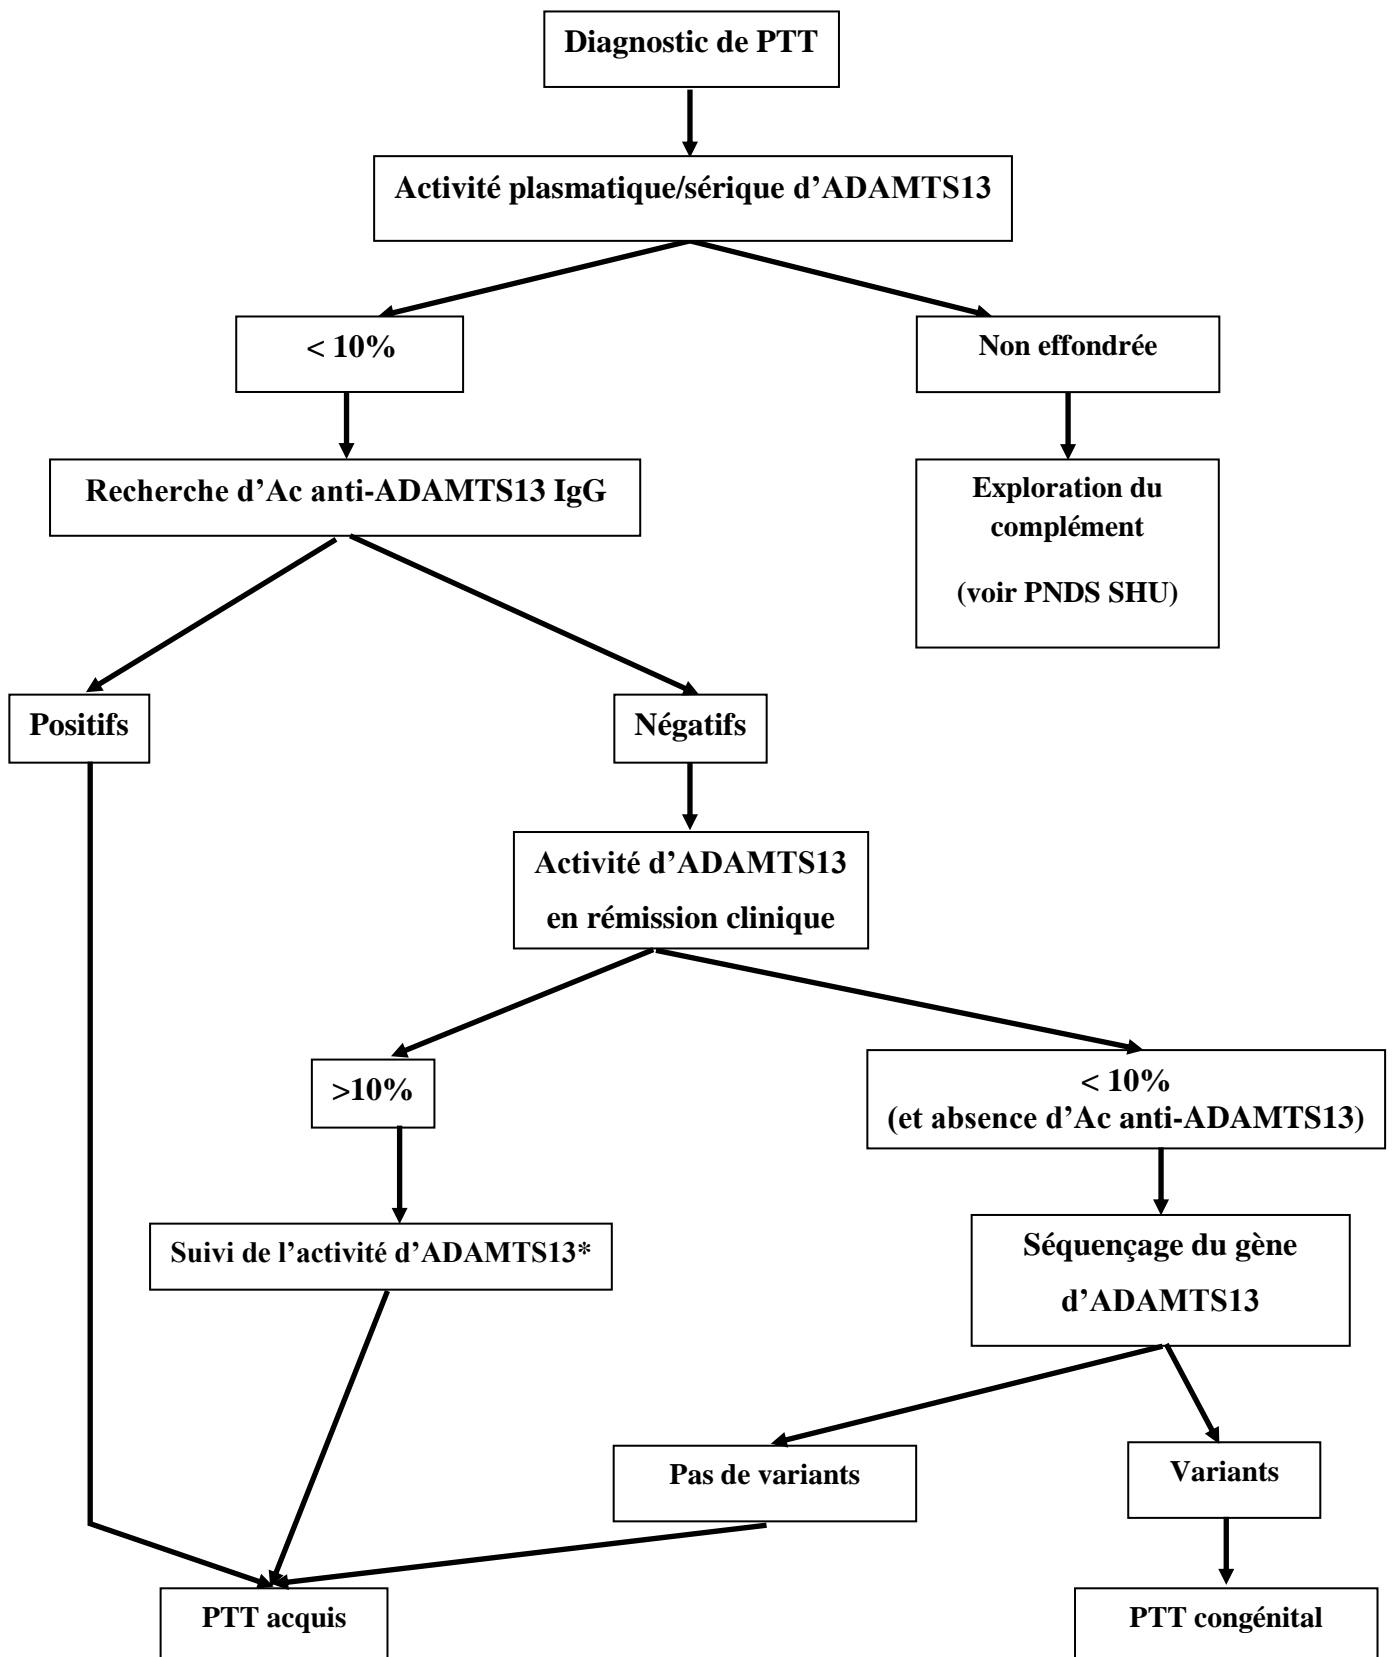 Diagnostic de PTT
Activité plasmatique/sérique d’ADAMTS13
< 10%
Non effondrée
Recherche d’Ac anti-ADAMTS13 IgG
Exploration du
complément
(voir PNDS SHU)
Positifs
Négatifs
Activité d’ADAMTS13
en rémission clinique
>10%
< 10%
(et absence d’Ac anti-ADAMTS13)
Suivi de l’activité d’ADAMTS13*
Séquençage du gène
d’ADAMTS13
Pas de variants
Variants
PTT acquis
PTT congénital